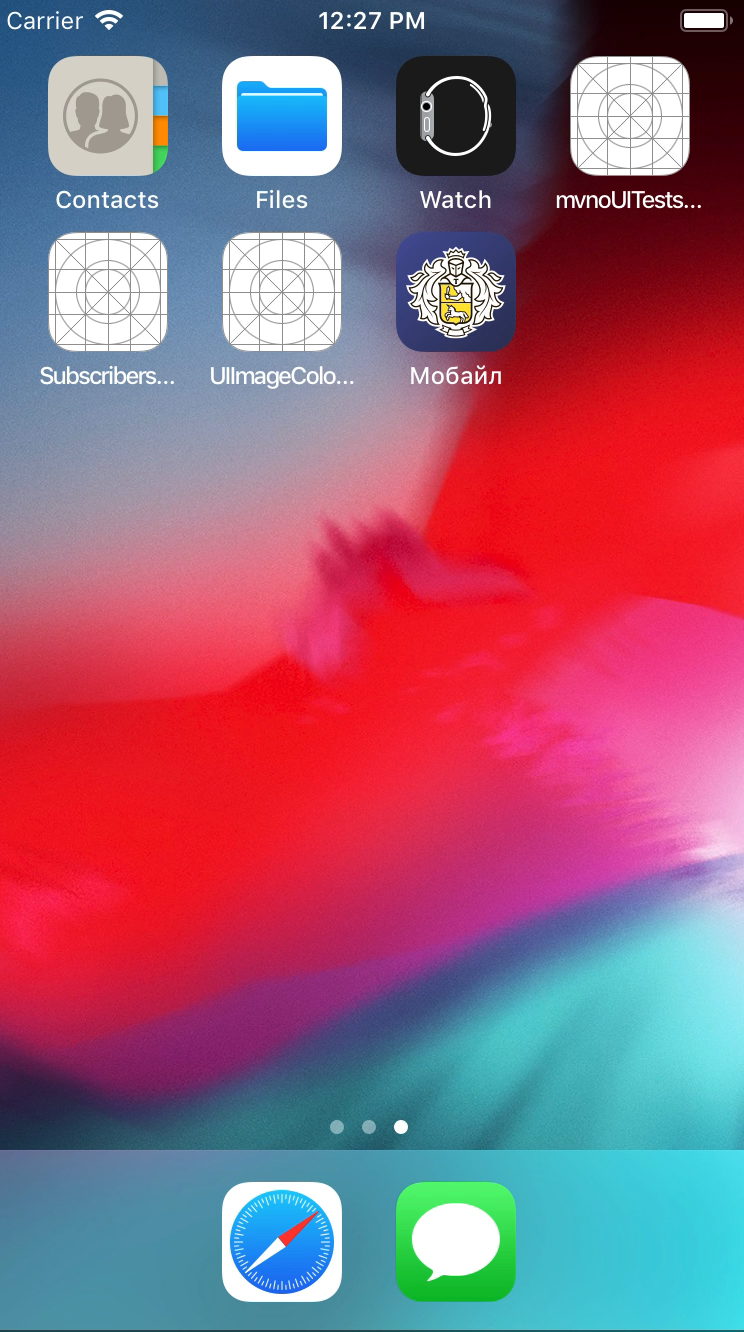 Carrier 12:27 PM
Contacts Files Watch mvnoUITests...
Subscribers... UIImageColo... Мобайл